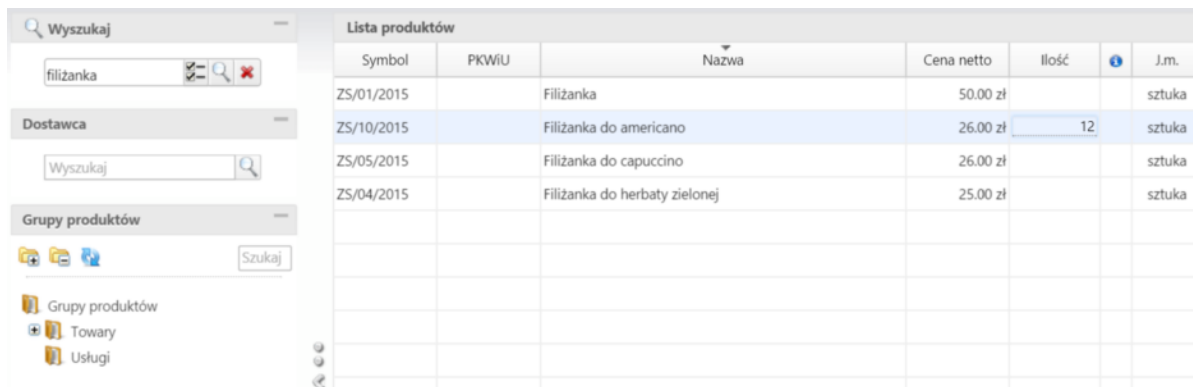 Wyszukaj
filiżanka
Dostawca
Wyszukaj
Grupy produktów
Szukaj
Grupy produktów
Towary
Usługi
Lista produktów
Symbol PKWiU Nazwa Cena netto Ilość J.m.
ZS/01/2015 Filiżanka 50.00 zł sztuka
ZS/10/2015 Filiżanka do americano 26.00 zł 12 sztuka
ZS/05/2015 Filiżanka do capuccino 26.00 zł sztuka
ZS/04/2015 Filiżanka do herbaty zielonej 25.00 zł sztuka